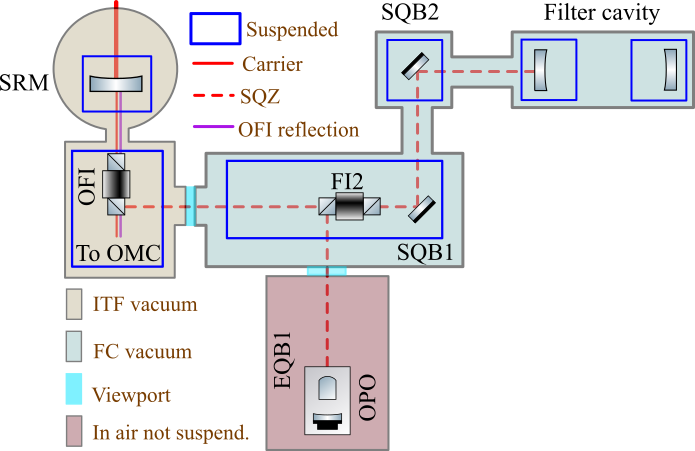 SQB2
Filter cavity
Suspended
SRM
Carrier
SQZ
OFI reflection
OFI
FI2
To OMC
SQB1
ITF vacuum
FC vacuum
Viewport
In air not suspend.
EQB1
OPO